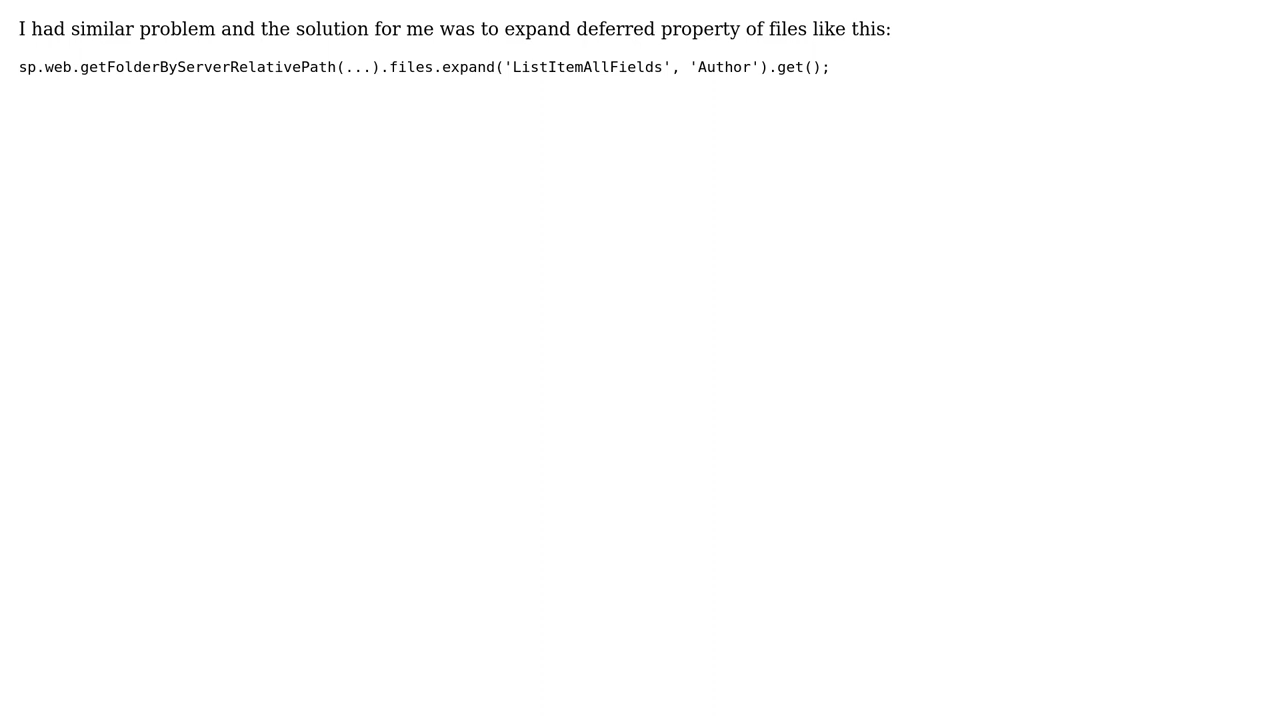 I had similar problem and the solution for me was to expand deferred property of files like this:
sp.web.getFolderByServerRelativePath(...).files.expand('ListItemAllFields', 'Author').get();